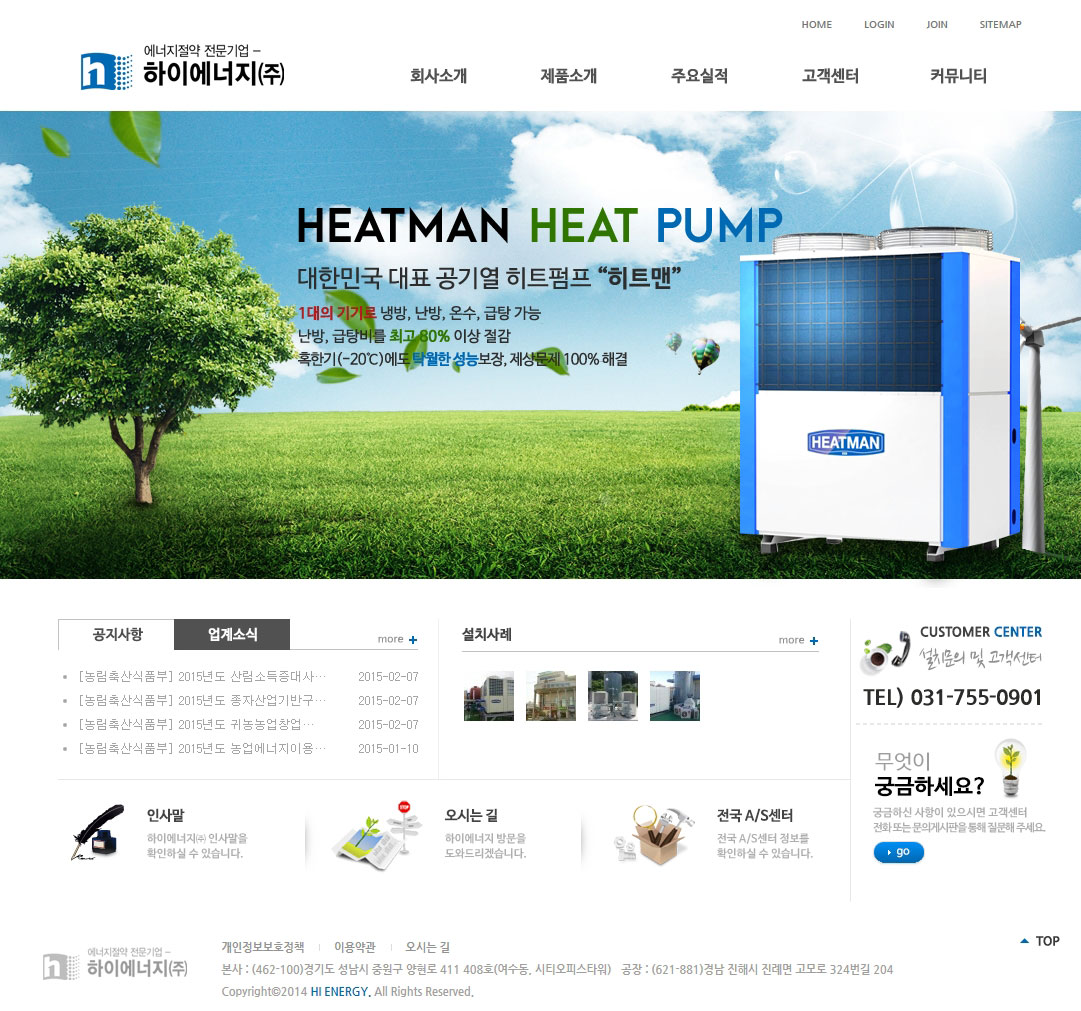 HOME LOGIN JOIN SITEMAP
에너지절약 전문기업 –
하이에너지(주)
회사소개 제품소개 주요실적 고객센터 커뮤니티
HEATMAN HEAT PUMP
대한민국 대표 공기열 히트펌프 “히트맨”
1대의 기기로 냉방, 난방, 온수, 급탕 가능
난방, 급탕비를 최고 80% 이상 절감
혹한기(-20℃)에도 탁월한 성능보장, 제상문제 100% 해결
HEATMAN
공지사항 업계소식 more
[농림축산식품부] 2015년도 산림소득증대사… 2015-02-07
[농림축산식품부] 2015년도 종자산업기반구… 2015-02-07
[농림축산식품부] 2015년도 귀농농업창업… 2015-02-07
[농림축산식품부] 2015년도 농업에너지이용… 2015-01-10
설치사례 more
CUSTOMER CENTER
설치문의 및 고객센터
TEL) 031-755-0901
무엇이
궁금하세요?
궁금하신 사항이 있으시면 고객센터
전화 또는 문의게시판을 통해 질문해 주세요.
go
인사말
하이에너지㈜ 인사말을
확인하실 수 있습니다.
STOP
오시는 길
하이에너지 방문을
도와드리겠습니다.
전국 A/S센터
전국 A/S센터 정보를
확인하실 수 있습니다.
에너지절약 전문기업 –
하이에너지(주)
개인정보보호정책 이용약관 오시는 길
본사 : (462-100)경기도 성남시 중원구 양현로 411 408호(여수동, 시티오피스타워) 공장 : (621-881)경남 진해시 진례면 고모로 324번길 204
Copyright©2014 HI ENERGY. All Rights Reserved.
TOP